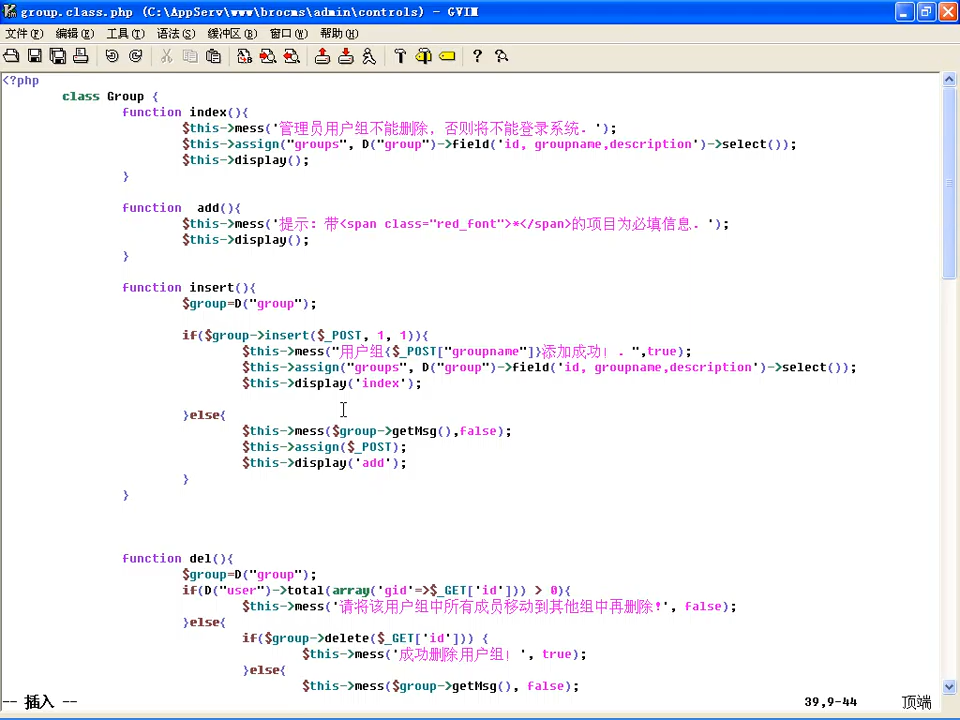 group.class.php (C:\AppServ\www\brocms\admin\controls) - GVIM
文件(F) 编辑(E) 工具(T) 语法(S) 缓冲区(B) 窗口(W) 帮助(H)
<?php
class Group {
function index(){
$this->mess('管理员用户组不能删除, 否则将不能登录系统. ');
$this->assign("groups", D("group")->field('id, groupname,description')->select());
$this->display();
}
function  add(){
$this->mess('提示: 带<span class="red_font">*</span>的项目为必填信息. ');
$this->display();
}
function insert(){
$group=D("group");
if($group->insert($_POST, 1, 1)){
$this->mess("用户组{$_POST["groupname"]}添加成功! . ",true);
$this->assign("groups", D("group")->field('id, groupname,description')->select());
$this->display('index');
}else{
$this->mess($group->getMsg(),false);
$this->assign($_POST);
$this->display('add');
}
}
function del(){
$group=D("group");
if(D("user")->total(array('gid'=>$_GET['id'])) > 0){
$this->mess('请将该用户组中所有成员移动到其他组中再删除!', false);
}else{
if($group->delete($_GET['id'])) {
$this->mess('成功删除用户组! ', true);
}else{
$this->mess($group->getMsg(), false);
-- 插入 -- 39,9-44 顶端